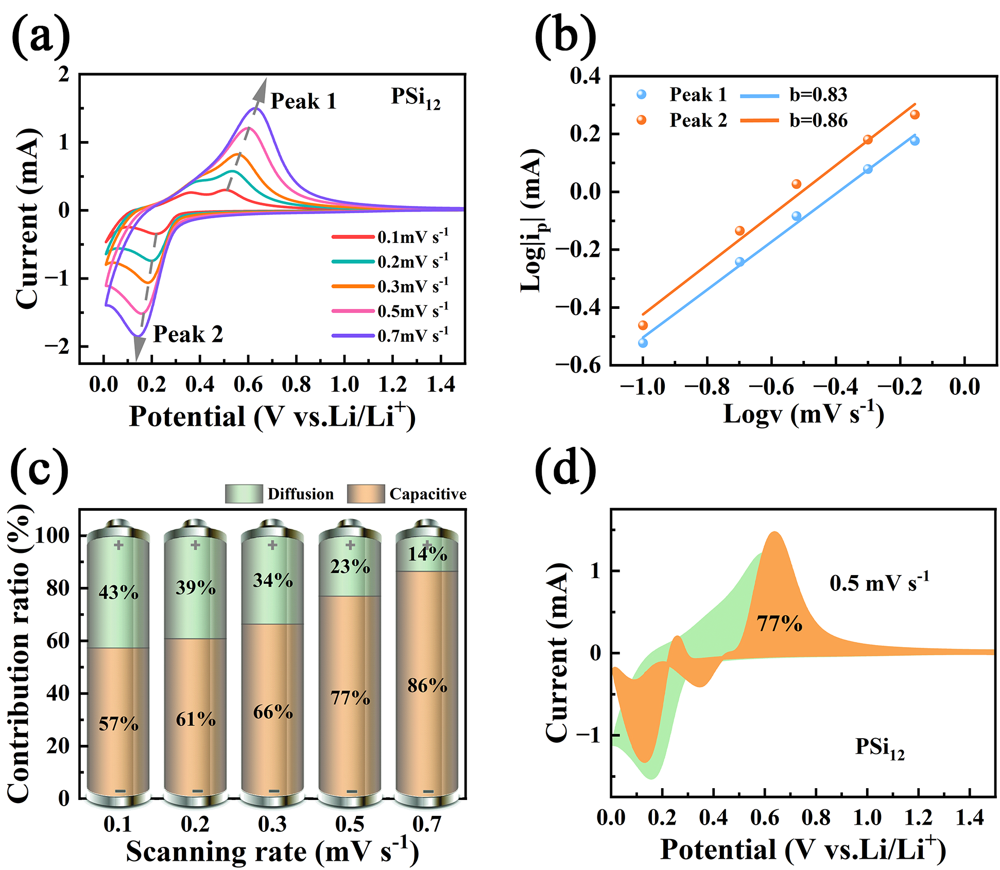 (a)
2
1
0
−1
−2
Current (mA)
Peak 1
PSi12
0.1mV s-1
0.2mV s-1
0.3mV s-1
0.5mV s-1
0.7mV s-1
Peak 2
0.0 0.2 0.4 0.6 0.8 1.0 1.2 1.4
Potential (V vs.Li/Li+)
(b)
0.4
0.2
0.0
−0.2
−0.4
−0.6
Log|ip| (mA)
Peak 1 b=0.83
Peak 2 b=0.86
−1.0 −0.8 −0.6 −0.4 −0.2 0.0
Logv (mV s-1)
(c)
Diffusion Capacitive
100
80
60
40
20
0
Contribution ratio (%)
+ + + + +
43% 39% 34% 23% 14%
57% 61% 66% 77% 86%
− − − − −
0.1 0.2 0.3 0.5 0.7
Scanning rate (mV s-1)
(d)
1
0
−1
Current (mA)
0.5 mV s-1
77%
PSi12
0.0 0.2 0.4 0.6 0.8 1.0 1.2 1.4
Potential (V vs.Li/Li+)